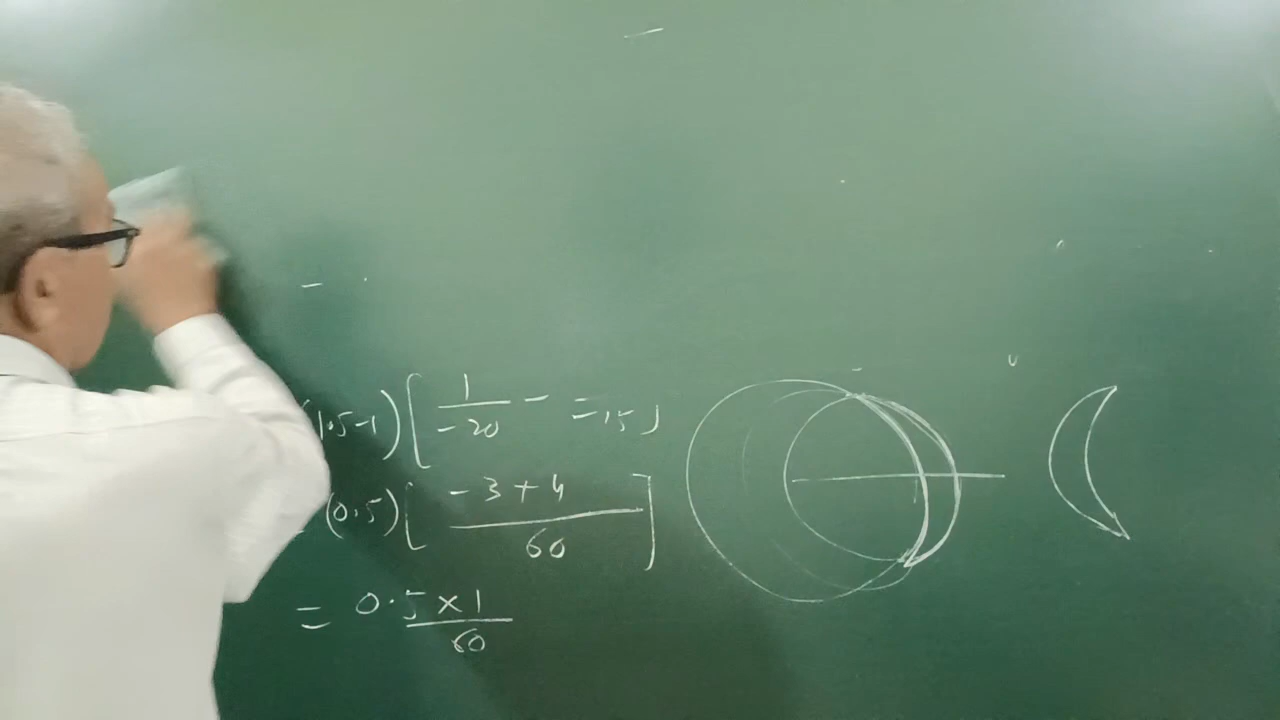 (1.5-1) [ 1/-20 - -15 ]
(0.5) [ -3+4 / 60 ]
= 0.5 × 1 / 60